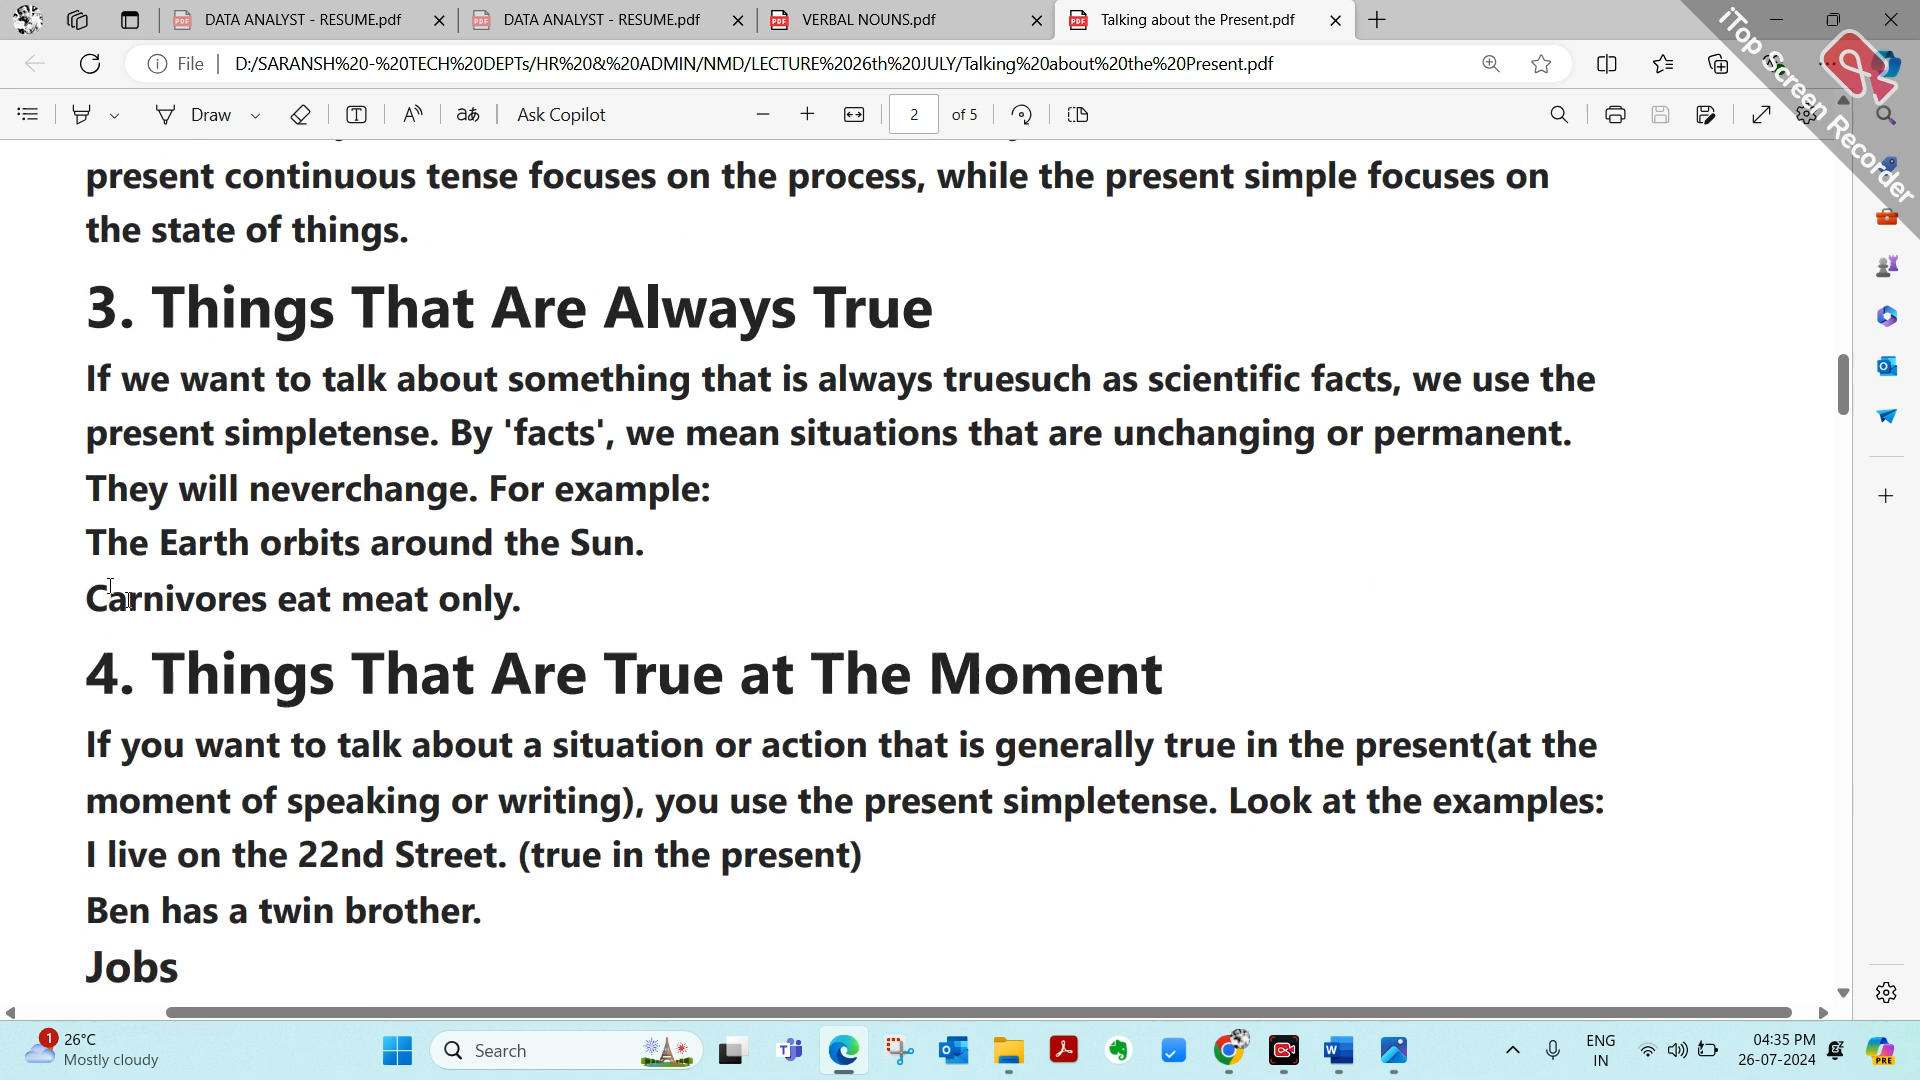 DATA ANALYST - RESUME.pdf
DATA ANALYST - RESUME.pdf
VERBAL NOUNS.pdf
Talking about the Present.pdf
iTop Screen Recorder
File
D:/SARANSH%20-%20TECH%20DEPTs/HR%20&%20ADMIN/NMD/LECTURE%2026th%20JULY/Talking%20about%20the%20Present.pdf
Draw
Ask Copilot
2
of 5
present continuous tense focuses on the process, while the present simple focuses on
the state of things.
3. Things That Are Always True
If we want to talk about something that is always truesuch as scientific facts, we use the
present simpletense. By 'facts', we mean situations that are unchanging or permanent.
They will neverchange. For example:
The Earth orbits around the Sun.
Carnivores eat meat only.
4. Things That Are True at The Moment
If you want to talk about a situation or action that is generally true in the present(at the
moment of speaking or writing), you use the present simpletense. Look at the examples:
I live on the 22nd Street. (true in the present)
Ben has a twin brother.
Jobs
1
26°C
Mostly cloudy
Search
ENG
IN
04:35 PM
26-07-2024
PRE